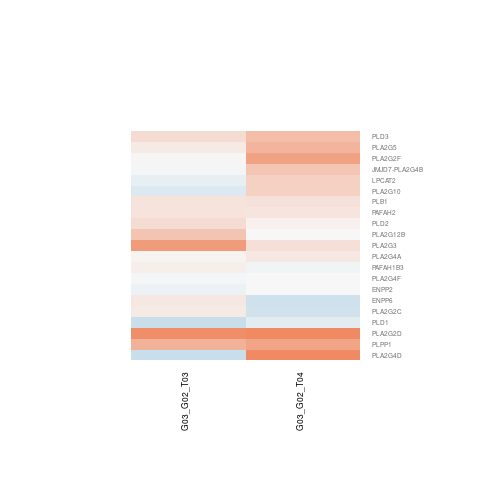 PLD3
PLA2G5
PLA2G2F
JMJD7-PLA2G4B
LPCAT2
PLA2G10
PLB1
PAFAH2
PLD2
PLA2G12B
PLA2G3
PLA2G4A
PAFAH1B3
PLA2G4F
ENPP2
ENPP6
PLA2G2C
PLD1
PLA2G2D
PLPP1
PLA2G4D
G03_G02_T03
G03_G02_T04